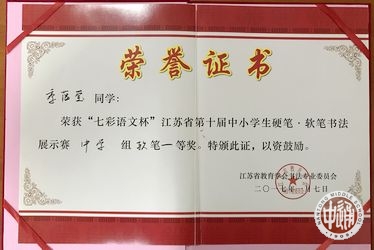 荣誉证书
同学:
荣获“七彩语文杯”江苏省第十届中小学生硬笔·软笔书法
展示赛 中学 组软笔一等奖。特颁此证,以资鼓励。
江苏省教育学会书法专业委员会
二〇一七年 月七日